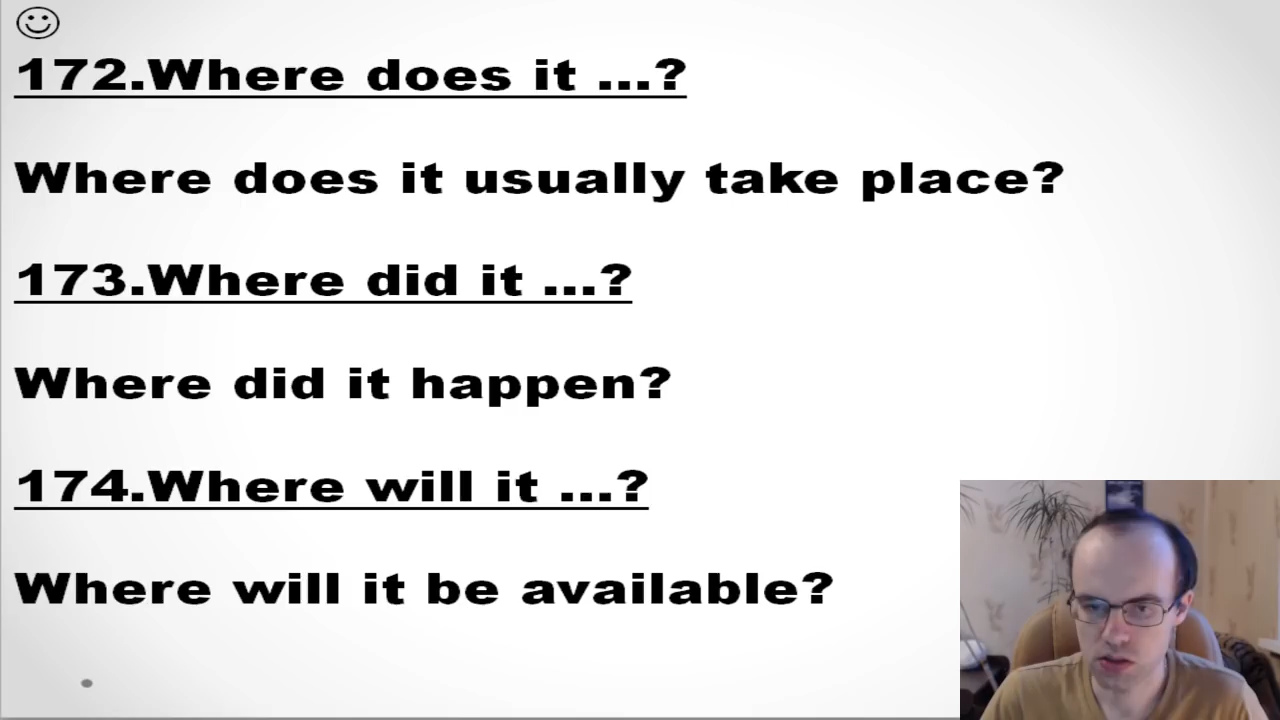 172.Where does it ...?
Where does it usually take place?
173.Where did it ...?
Where did it happen?
174.Where will it ...?
Where will it be available?